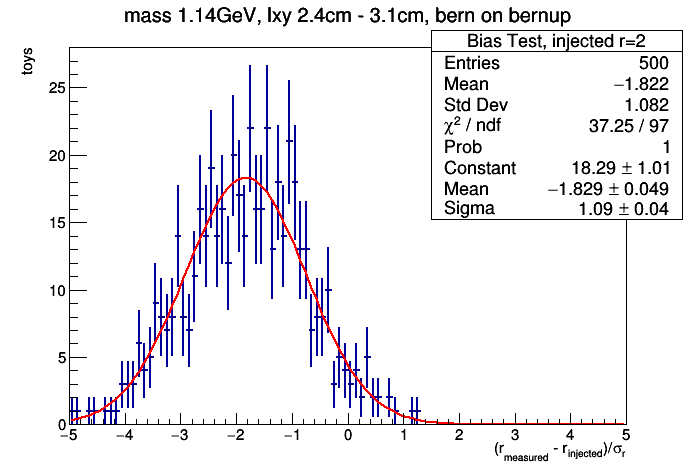 mass 1.14GeV, lxy 2.4cm - 3.1cm, bern on bernup
Bias Test, injected r=2
Entries 500
Mean −1.822
Std Dev 1.082
χ² / ndf 37.25 / 97
Prob 1
Constant 18.29 ± 1.01
Mean −1.829 ± 0.049
Sigma 1.09 ± 0.04
toys
25
20
15
10
5
0
−5 −4 −3 −2 −1 0 1 2 3 4 5
(r_measured - r_injected)/σ_r